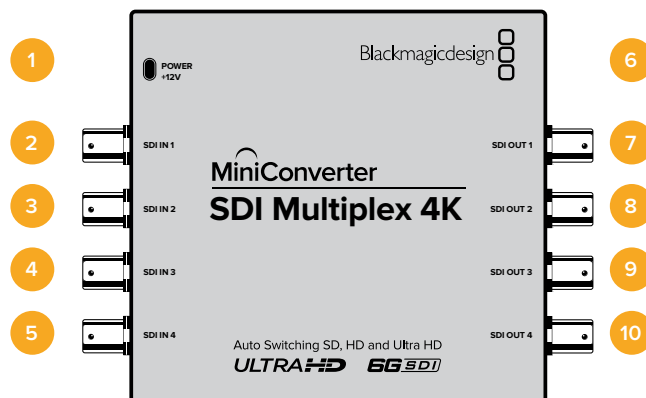 1
POWER
+12V
Blackmagicdesign
6
2
SDI IN 1
SDI OUT 1
7
MiniConverter
3
SDI IN 2
SDI Multiplex 4K
SDI OUT 2
8
4
SDI IN 3
SDI OUT 3
9
5
SDI IN 4
Auto Switching SD, HD and Ultra HD
SDI OUT 4
10
ULTRAHD 6G SDI